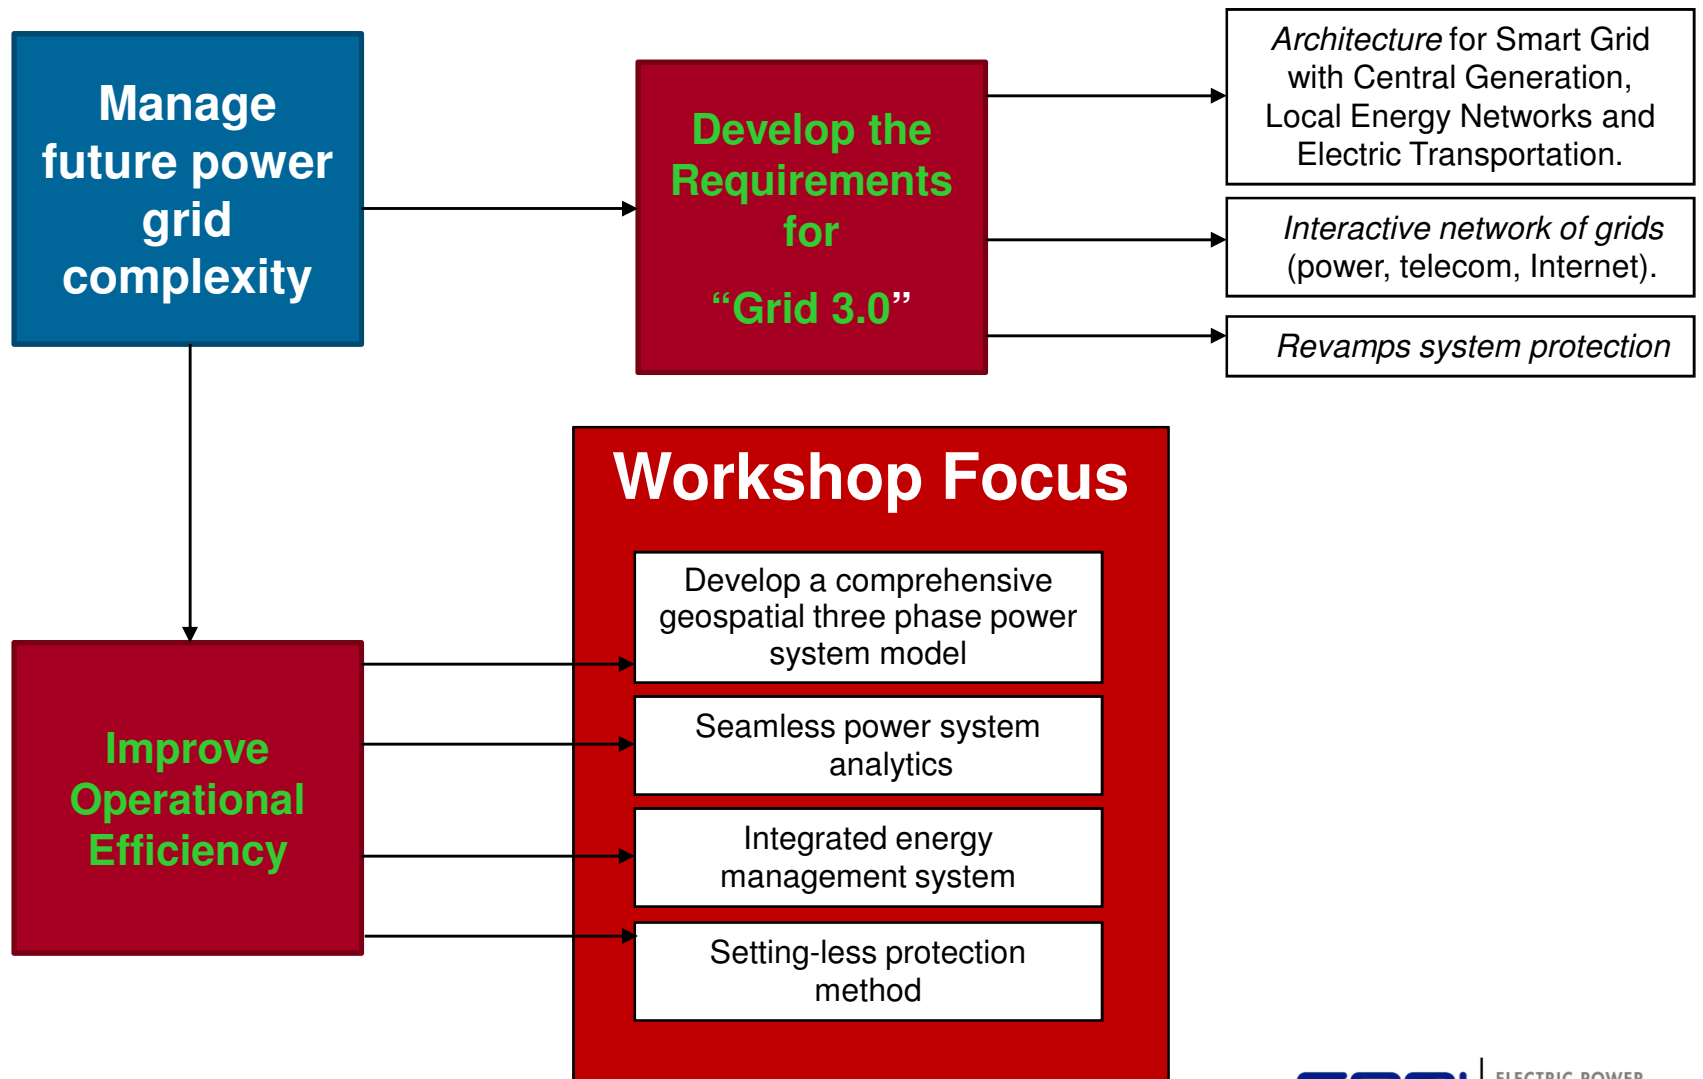 Manage
future power
grid
complexity
Develop the
Requirements
for
“Grid 3.0”
Architecture for Smart Grid
with Central Generation,
Local Energy Networks and
Electric Transportation.
Interactive network of grids
(power, telecom, Internet).
Revamps system protection
Workshop Focus
Develop a comprehensive
geospatial three phase power
system model
Seamless power system
analytics
Integrated energy
management system
Setting-less protection
method
Improve
Operational
Efficiency
ELECTRIC POWER